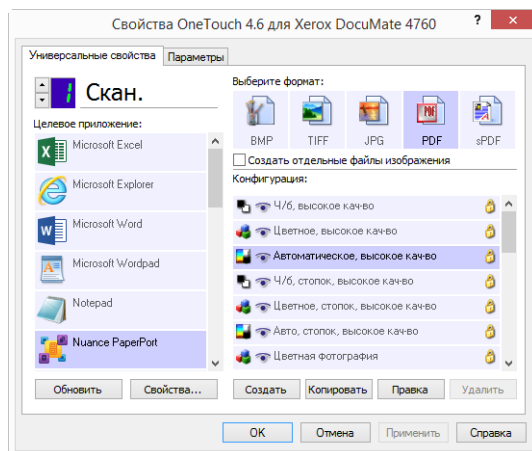 Свойства OneTouch 4.6 для Xerox DocuMate 4760
?
Универсальные свойства
Параметры
1 Скан.
Целевое приложение:
Microsoft Excel
Microsoft Explorer
Microsoft Word
Microsoft Wordpad
Notepad
Nuance PaperPort
Обновить
Свойства...
Выберите формат:
BMP TIFF JPG PDF sPDF
Создать отдельные файлы изображения
Конфигурация:
Ч/б, высокое кач-во
Цветное, высокое кач-во
Автоматическое, высокое кач-во
Ч/б, стопок, высокое кач-во
Цветное, стопок, высокое кач-во
Авто, стопок, высокое кач-во
Цветная фотография
Создать Копировать Правка Удалить
OK Отмена Применить Справка